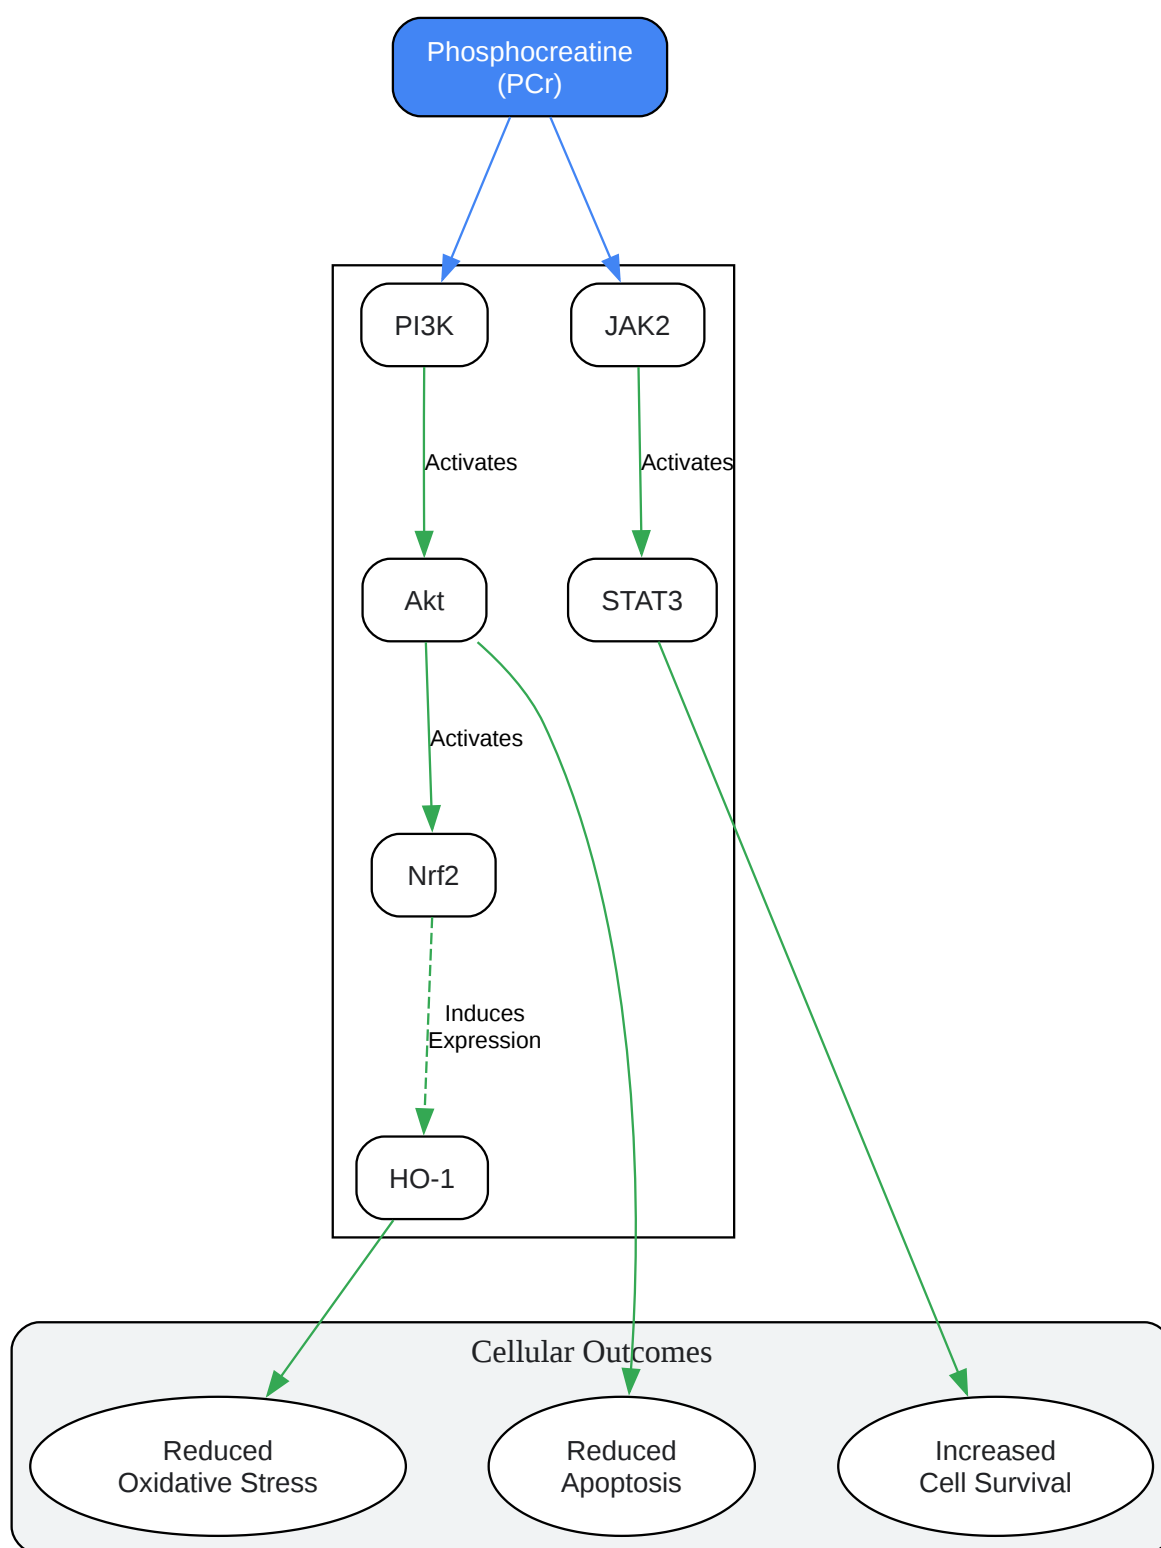 Phosphocreatine
(PCr)
PI3K
JAK2
Activates
Activates
Akt
STAT3
Activates
Nrf2
Induces
Expression
HO-1
Cellular Outcomes
Reduced
Oxidative Stress
Reduced
Apoptosis
Increased
Cell Survival